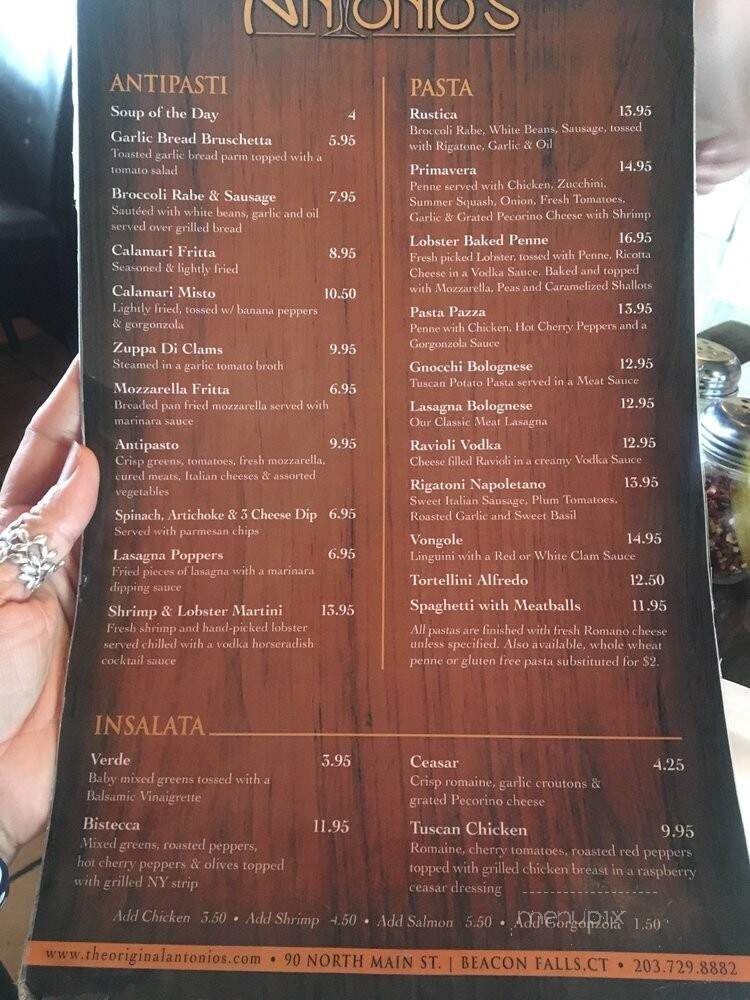 ANTONIO'S
ANTIPASTI
Soup of the Day 4
Garlic Bread Bruschetta 5.95
Toasted garlic bread parm topped with a
tomato salad
Broccoli Rabe & Sausage 7.95
Sautéed with white beans, garlic and oil
served over grilled bread
Calamari Fritta 8.95
Seasoned & lightly fried
Calamari Misto 10.50
Lightly fried, tossed w/ banana peppers
& gorgonzola
Zuppa Di Clams 9.95
Steamed in a garlic tomato broth
Mozzarella Fritta 6.95
Breaded pan fried mozzarella served with
marinara sauce
Antipasto 9.95
Crisp greens, tomatoes, fresh mozzarella,
cured meats, Italian cheeses & assorted
vegetables
Spinach, Artichoke & 3 Cheese Dip 6.95
Served with parmesan chips
Lasagna Poppers 6.95
Fried pieces of lasagna with a marinara
dipping sauce
Shrimp & Lobster Martini 13.95
Fresh shrimp and hand-picked lobster
served chilled with a vodka horseradish
cocktail sauce
PASTA
Rustica 13.95
Broccoli Rabe, White Beans, Sausage, tossed
with Rigatone, Garlic & Oil
Primavera 14.95
Penne served with Chicken, Zucchini,
Summer Squash, Onion, Fresh Tomatoes,
Garlic & Grated Pecorino Cheese with Shrimp
Lobster Baked Penne 16.95
Fresh picked Lobster, tossed with Penne, Ricotta
Cheese in a Vodka Sauce. Baked and topped
with Mozzarella, Peas and Caramelized Shallots
Pasta Pazza 13.95
Penne with Chicken, Hot Cherry Peppers and a
Gorgonzola Sauce
Gnocchi Bolognese 12.95
Tuscan Potato Pasta served in a Meat Sauce
Lasagna Bolognese 12.95
Our Classic Meat Lasagna
Ravioli Vodka 12.95
Cheese filled Ravioli in a creamy Vodka Sauce
Rigatoni Napoletano 13.95
Sweet Italian Sausage, Plum Tomatoes,
Roasted Garlic and Sweet Basil
Vongole 14.95
Linguini with a Red or White Clam Sauce
Tortellini Alfredo 12.50
Spaghetti with Meatballs 11.95
All pastas are finished with fresh Romano cheese
unless specified. Also available, whole wheat
penne or gluten free pasta substituted for $2.
INSALATA
Verde 3.95
Baby mixed greens tossed with a
Balsamic Vinaigrette
Bistecca 11.95
Mixed greens, roasted peppers,
hot cherry peppers & olives topped
with grilled NY strip
Ceasar 4.25
Crisp romaine, garlic croutons &
grated Pecorino cheese
Tuscan Chicken 9.95
Romaine, cherry tomatoes, roasted red peppers
topped with grilled chicken breast in a raspberry
ceasar dressing
Add Chicken 3.50 • Add Shrimp 4.50 • Add Salmon 5.50 • Add Gorgonzola 1.50
menupix
www.theoriginalantonios.com • 90 NORTH MAIN ST. | BEACON FALLS,CT • 203.729.8882